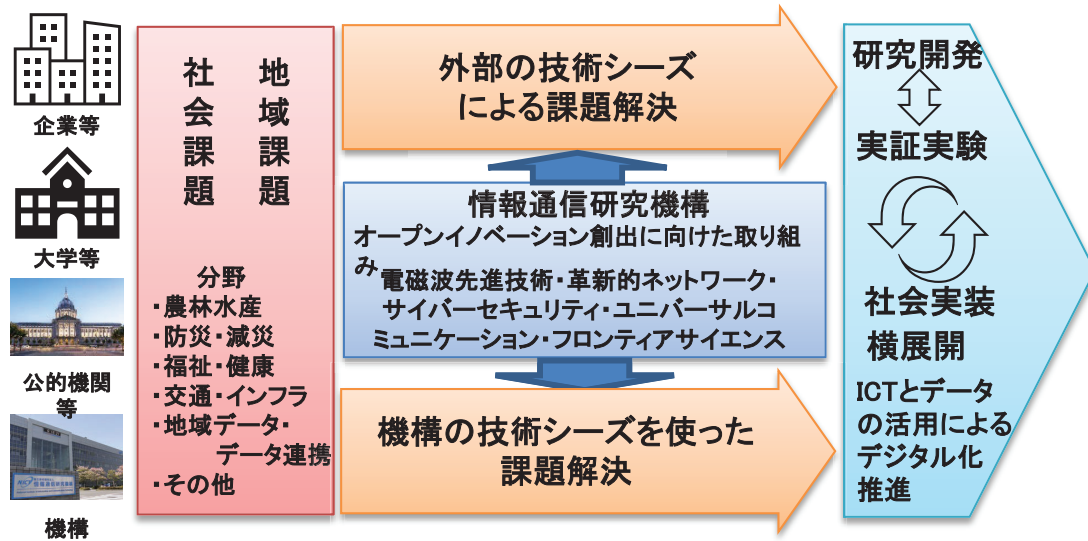 企業等
大学等
公的機関
等
機構
地域課題
社会課題
分野
・農林水産
・防災・減災
・福祉・健康
・交通・インフラ
・地域データ・
データ連携
・その他
外部の技術シーズ
による課題解決
情報通信研究機構
オープンイノベーション創出に向けた取り組
み
電磁波先進技術・革新的ネットワーク・
サイバーセキュリティ・ユニバーサルコ
ミュニケーション・フロンティアサイエンス
機構の技術シーズを使った
課題解決
研究開発
実証実験
社会実装
横展開
ICTとデータ
の活用による
デジタル化
推進